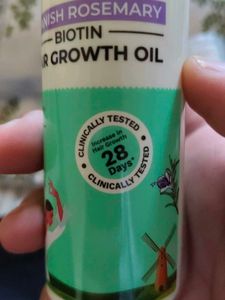 NISH ROSEMARY
BIOTIN
R GROWTH OIL
CLINICALLY TESTED
Increase in
Hair Growth
28
Days*
CLINICALLY TESTED